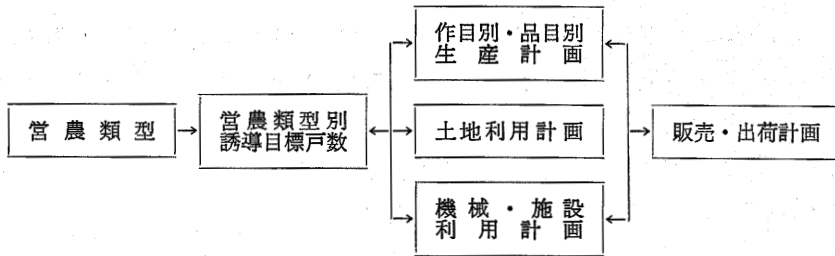 営農類型
営農類型別
誘導目標戸数
作目別・品目別
生産計画
土地利用計画
機械・施設
利用計画
販売・出荷計画